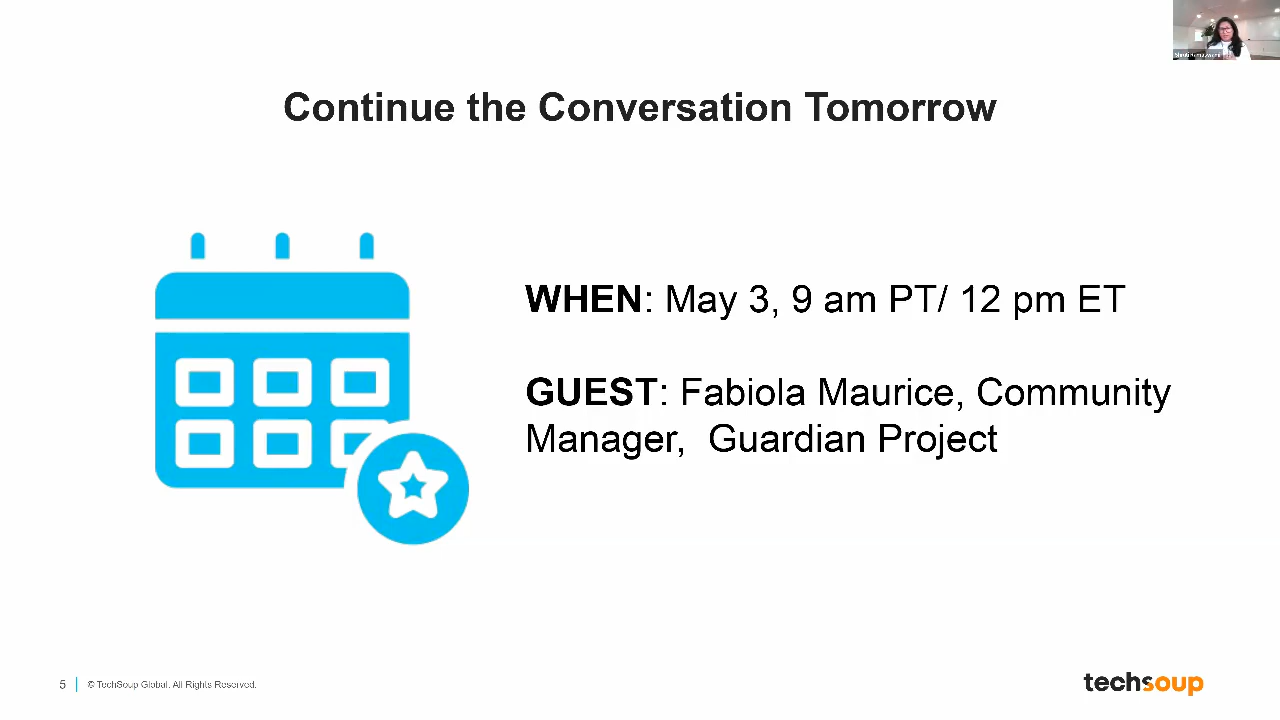 Continue the Conversation Tomorrow
WHEN: May 3, 9 am PT/ 12 pm ET
GUEST: Fabiola Maurice, Community
Manager,  Guardian Project
5
© TechSoup Global. All Rights Reserved.
techsoup